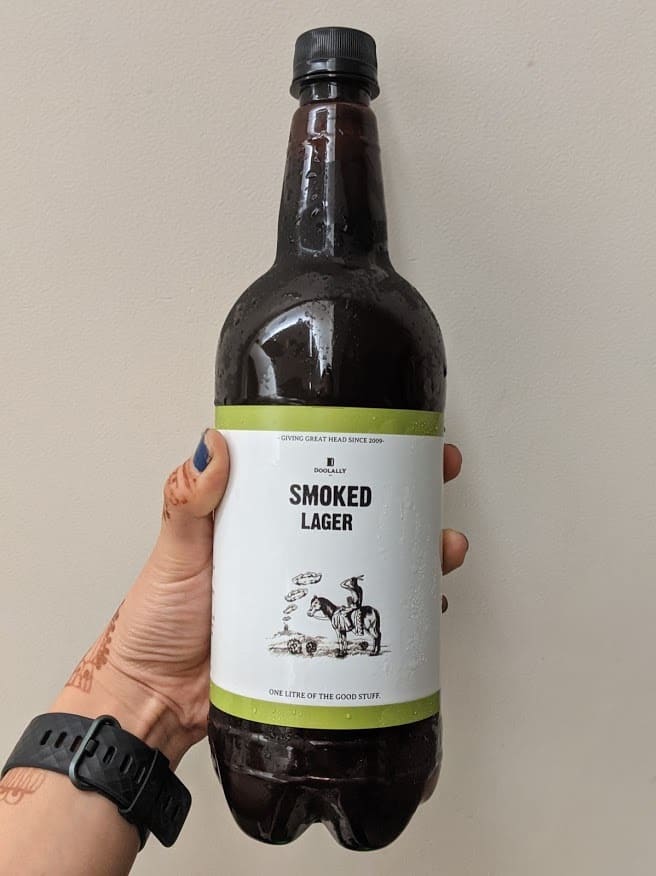 - GIVING GREAT HEAD SINCE 2009-
DOOLALLY
SMOKED
LAGER
ONE LITRE OF THE GOOD STUFF.